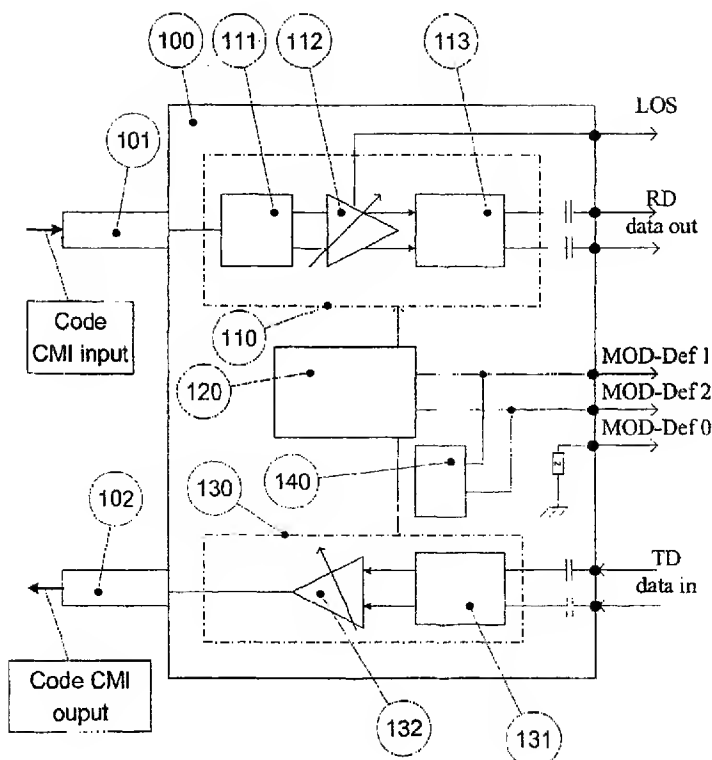 100
111
112
113
LOS
101
RD
data out
Code
CMI input
110
MOD-Def 1
120
MOD-Def 2
MOD-Def 0
140
z
102
130
TD
data in
Code CMI
ouput
132
131